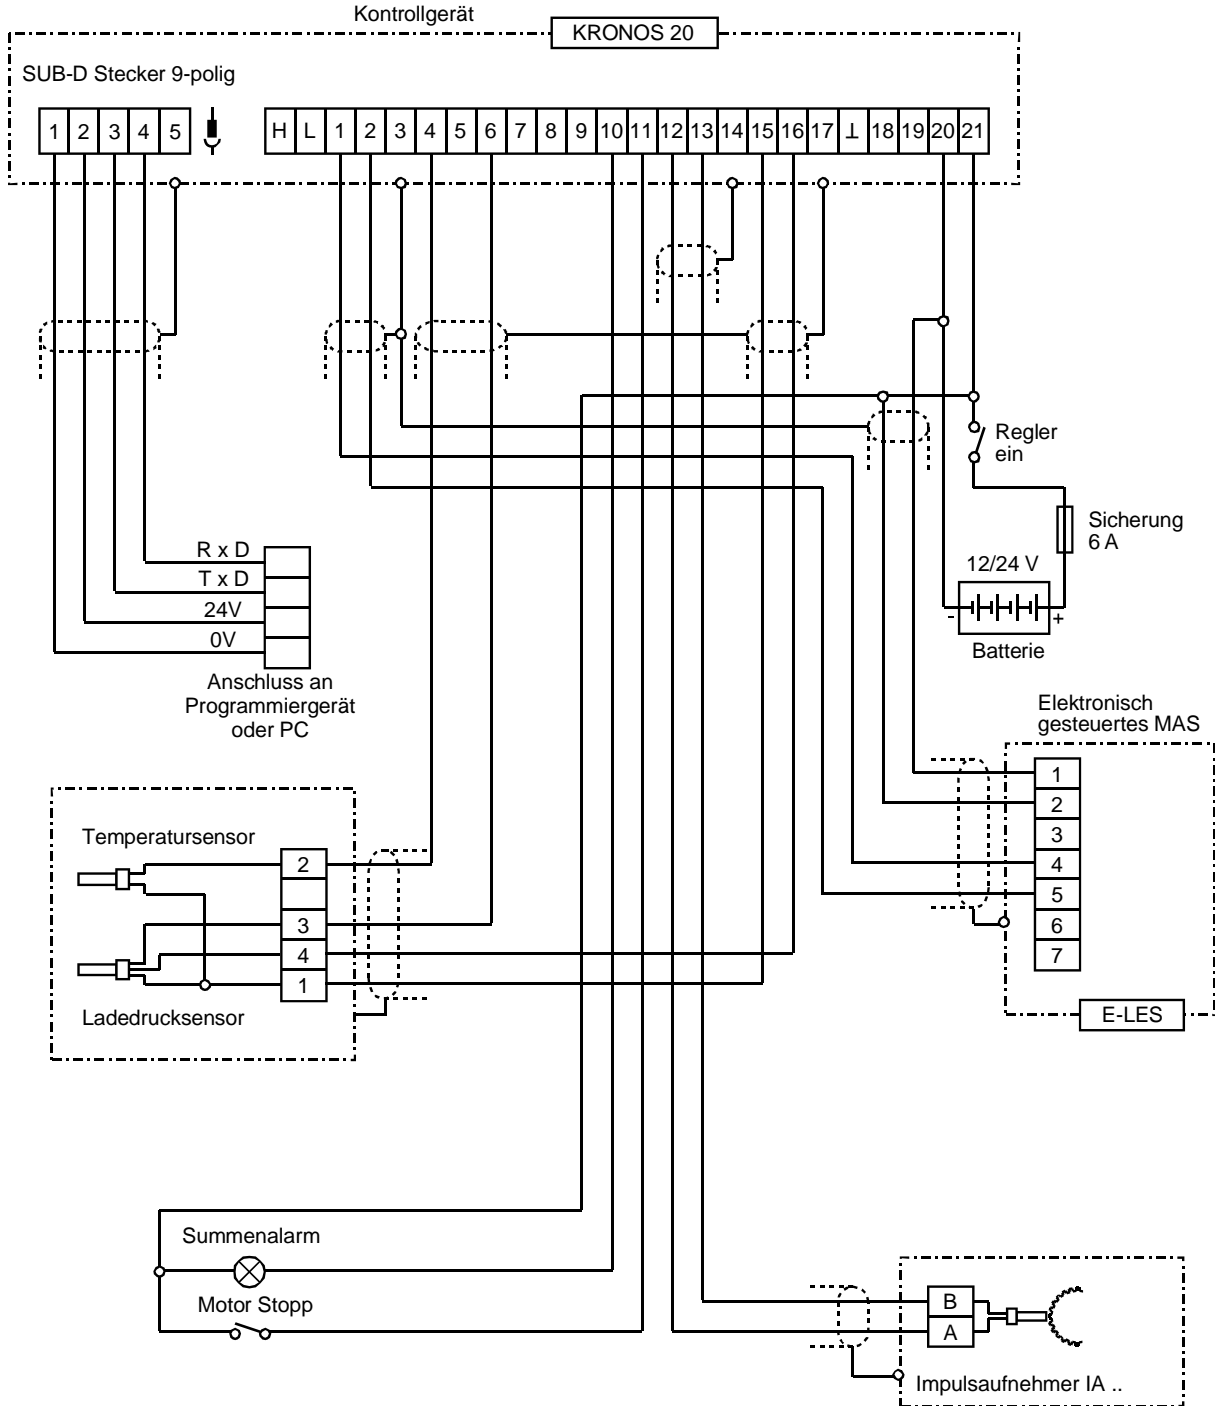 Kontrollgerät
KRONOS 20
SUB-D Stecker 9-polig
1 2 3 4 5
H L 1 2 3 4 5 6 7 8 9 10 11 12 13 14 15 16 17 ⊥ 18 19 20 21
Regler
ein
Sicherung
6 A
12/24 V
- +
Batterie
R x D
T x D
24V
0V
Anschluss an
Programmiergerät
oder PC
Elektronisch
gesteuertes MAS
1
2
3
4
5
6
7
E-LES
Temperatursensor
2
3
4
1
Ladedrucksensor
Summenalarm
Motor Stopp
B
A
Impulsaufnehmer IA ..